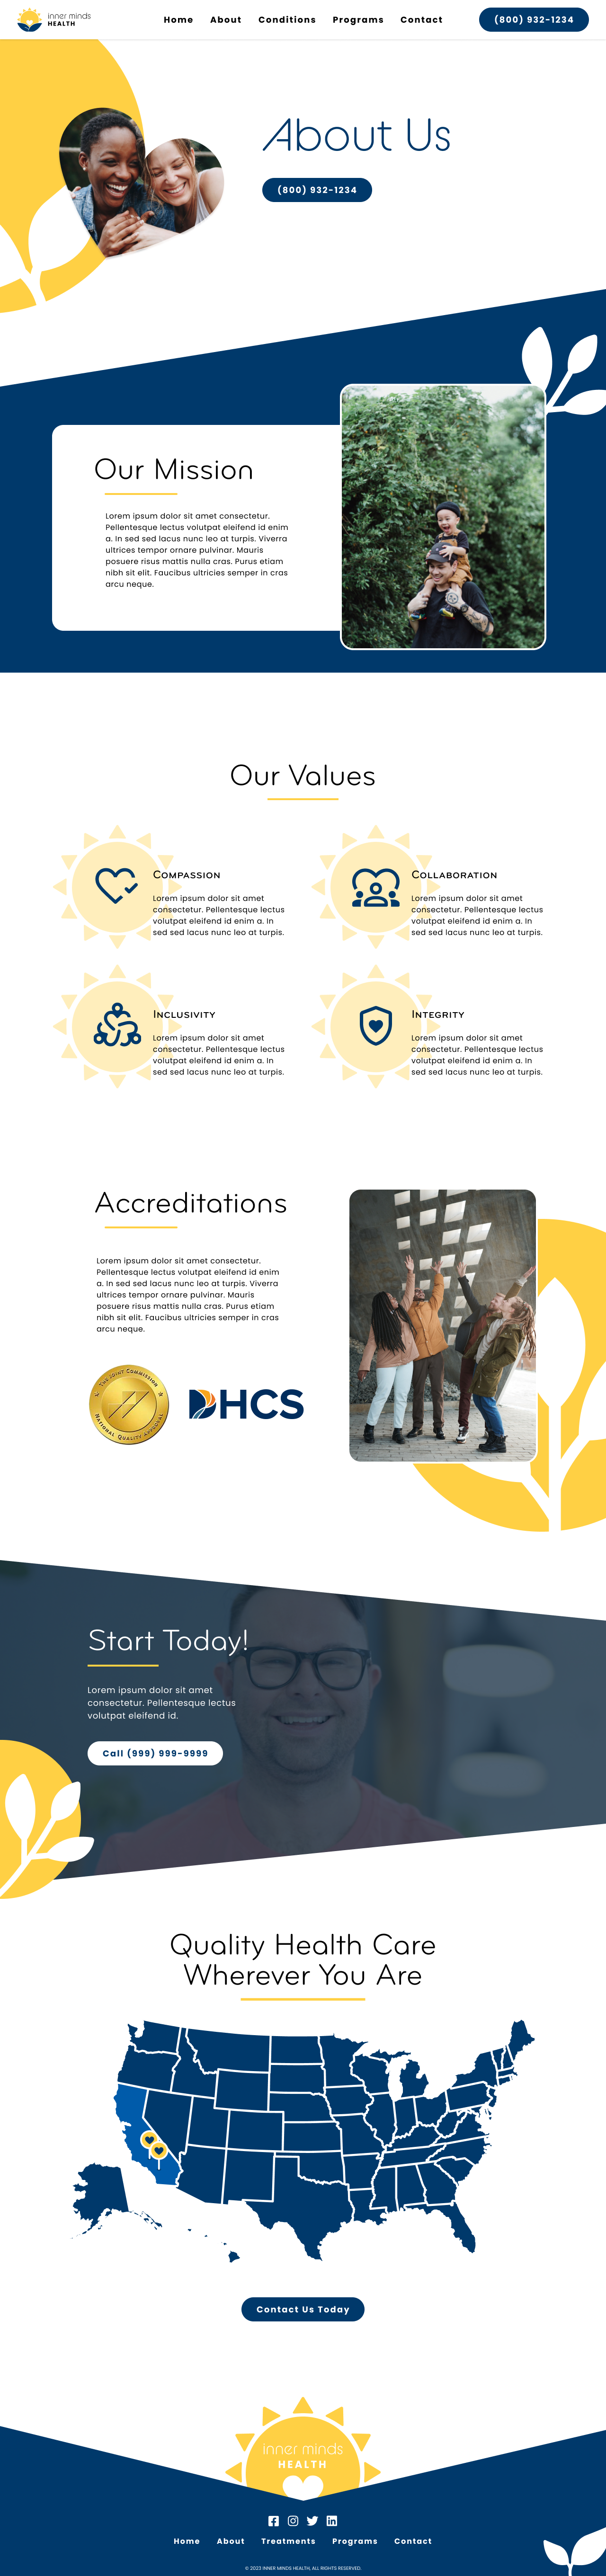 inner minds
HEALTH
Home About Conditions Programs Contact
(800) 932-1234
About Us
(800) 932-1234
Our Mission
Lorem ipsum dolor sit amet consectetur.
Pellentesque lectus volutpat eleifend id enim
a. In sed sed lacus nunc leo at turpis. Viverra
ultrices tempor ornare pulvinar. Mauris
posuere risus mattis nulla cras. Purus etiam
nibh sit elit. Faucibus ultricies semper in cras
arcu neque.
Our Values
Compassion
Lorem ipsum dolor sit amet
consectetur. Pellentesque lectus
volutpat eleifend id enim a. In
sed sed lacus nunc leo at turpis.
Collaboration
Lorem ipsum dolor sit amet
consectetur. Pellentesque lectus
volutpat eleifend id enim a. In
sed sed lacus nunc leo at turpis.
Inclusivity
Lorem ipsum dolor sit amet
consectetur. Pellentesque lectus
volutpat eleifend id enim a. In
sed sed lacus nunc leo at turpis.
Integrity
Lorem ipsum dolor sit amet
consectetur. Pellentesque lectus
volutpat eleifend id enim a. In
sed sed lacus nunc leo at turpis.
Accreditations
Lorem ipsum dolor sit amet consectetur.
Pellentesque lectus volutpat eleifend id enim
a. In sed sed lacus nunc leo at turpis. Viverra
ultrices tempor ornare pulvinar. Mauris
posuere risus mattis nulla cras. Purus etiam
nibh sit elit. Faucibus ultricies semper in cras
arcu neque.
The Joint Commission
National Quality Approval
DHCS
Start Today!
Lorem ipsum dolor sit amet
consectetur. Pellentesque lectus
volutpat eleifend id.
Call (999) 999-9999
Quality Health Care
Wherever You Are
Contact Us Today
inner minds
HEALTH
Home About Treatments Programs Contact
© 2023 INNER MINDS HEALTH, ALL RIGHTS RESERVED.